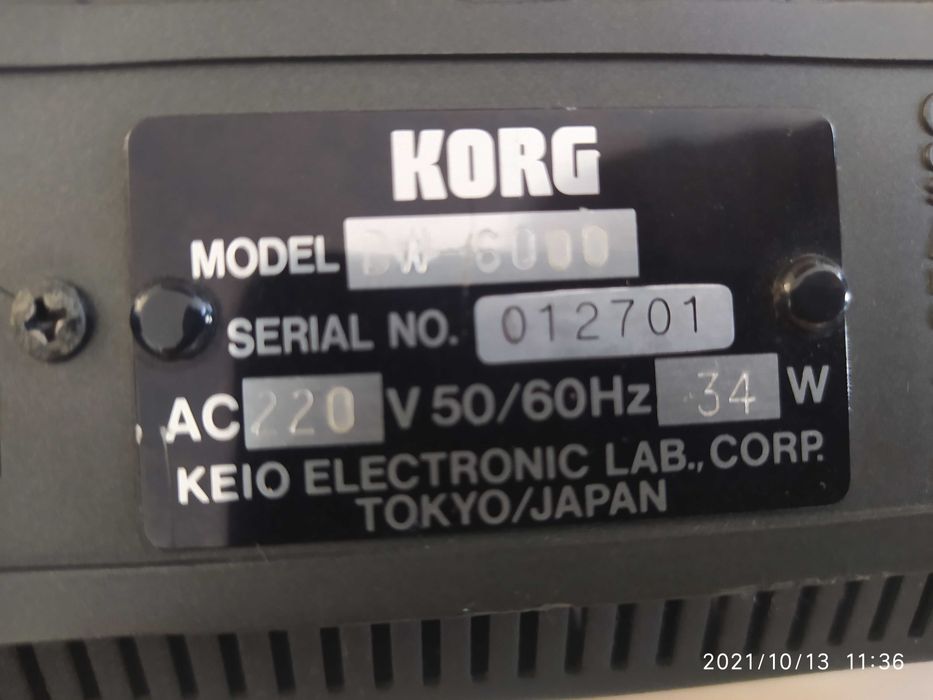 KORG
MODEL DW-6000
SERIAL NO. 012701
AC 220 V 50/60Hz 34 W
KEIO ELECTRONIC LAB., CORP.
TOKYO/JAPAN
2021/10/13 11:36